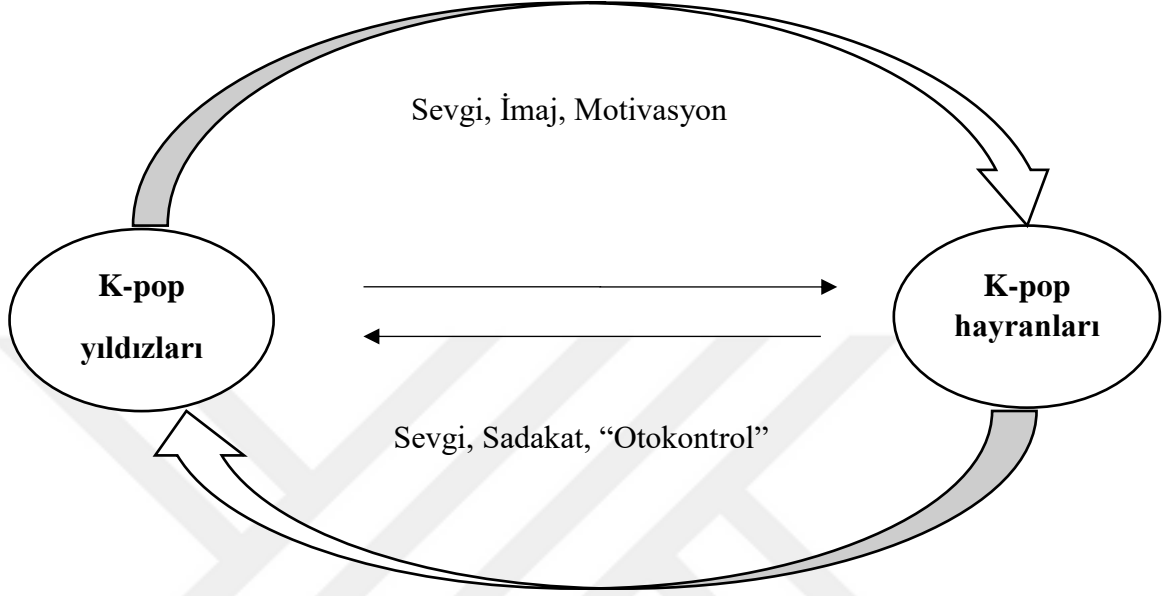 Sevgi, İmaj, Motivasyon
K-pop
yıldızları
K-pop
hayranları
Sevgi, Sadakat, “Otokontrol”